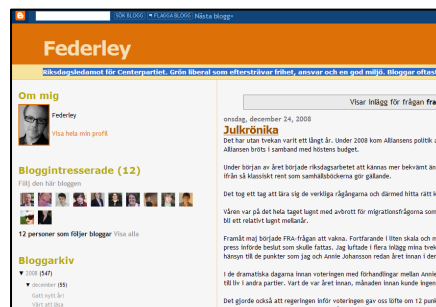 SÖK BLOGG FLAGGA BLOGG Nästa blogg»
Federley
Riksdagsledamot för Centerpartiet. Grön liberal som eftersträvar frihet, ansvar och en god miljö. Bloggar oftast
Om mig
Federley
Visa hela min profil
Bloggintresserade (12)
Följ den här bloggen
12 personer som följer bloggar Visa alla
Bloggarkiv
▼ 2008 (547)
▼ december (55)
Gott nytt år!
Värt att läsa
Visar inlägg för frågan fra
onsdag, december 24, 2008
Julkrönika
Det har utan tvekan varit ett långt år. Under 2008 kom Alliansens politik a
Alliansen bröts i samband med höstens budget.
Under början av året började riksdagsarbetet att kännas mer bekvämt än
ifrån så klassiskt rent som samhällsböckerna gör gällande.
Det tog ett tag att lära sig de verkliga rågångarna och därmed hitta rätt k
Våren var på det hela taget lugnt med avbrott för migrationsfrågorna som
bli ett relativt lugnt mellanår.
Framåt maj började FRA-frågan att vakna. Fortfarande i liten skala och m
press införde beslut som skulle fattas. Jag luftade i flera inlägg mina tvek
hänsyn till de punkter som jag och Annie Johansson redan året innan i der
I de dramatiska dagarna innan voteringen med förhandlingar mellan Annie
till liv i andra partier. Vart de var året innan, månaden innan kunde ingen
Det gjorde också att regeringen inför voteringen gav oss löfte om 12 punk